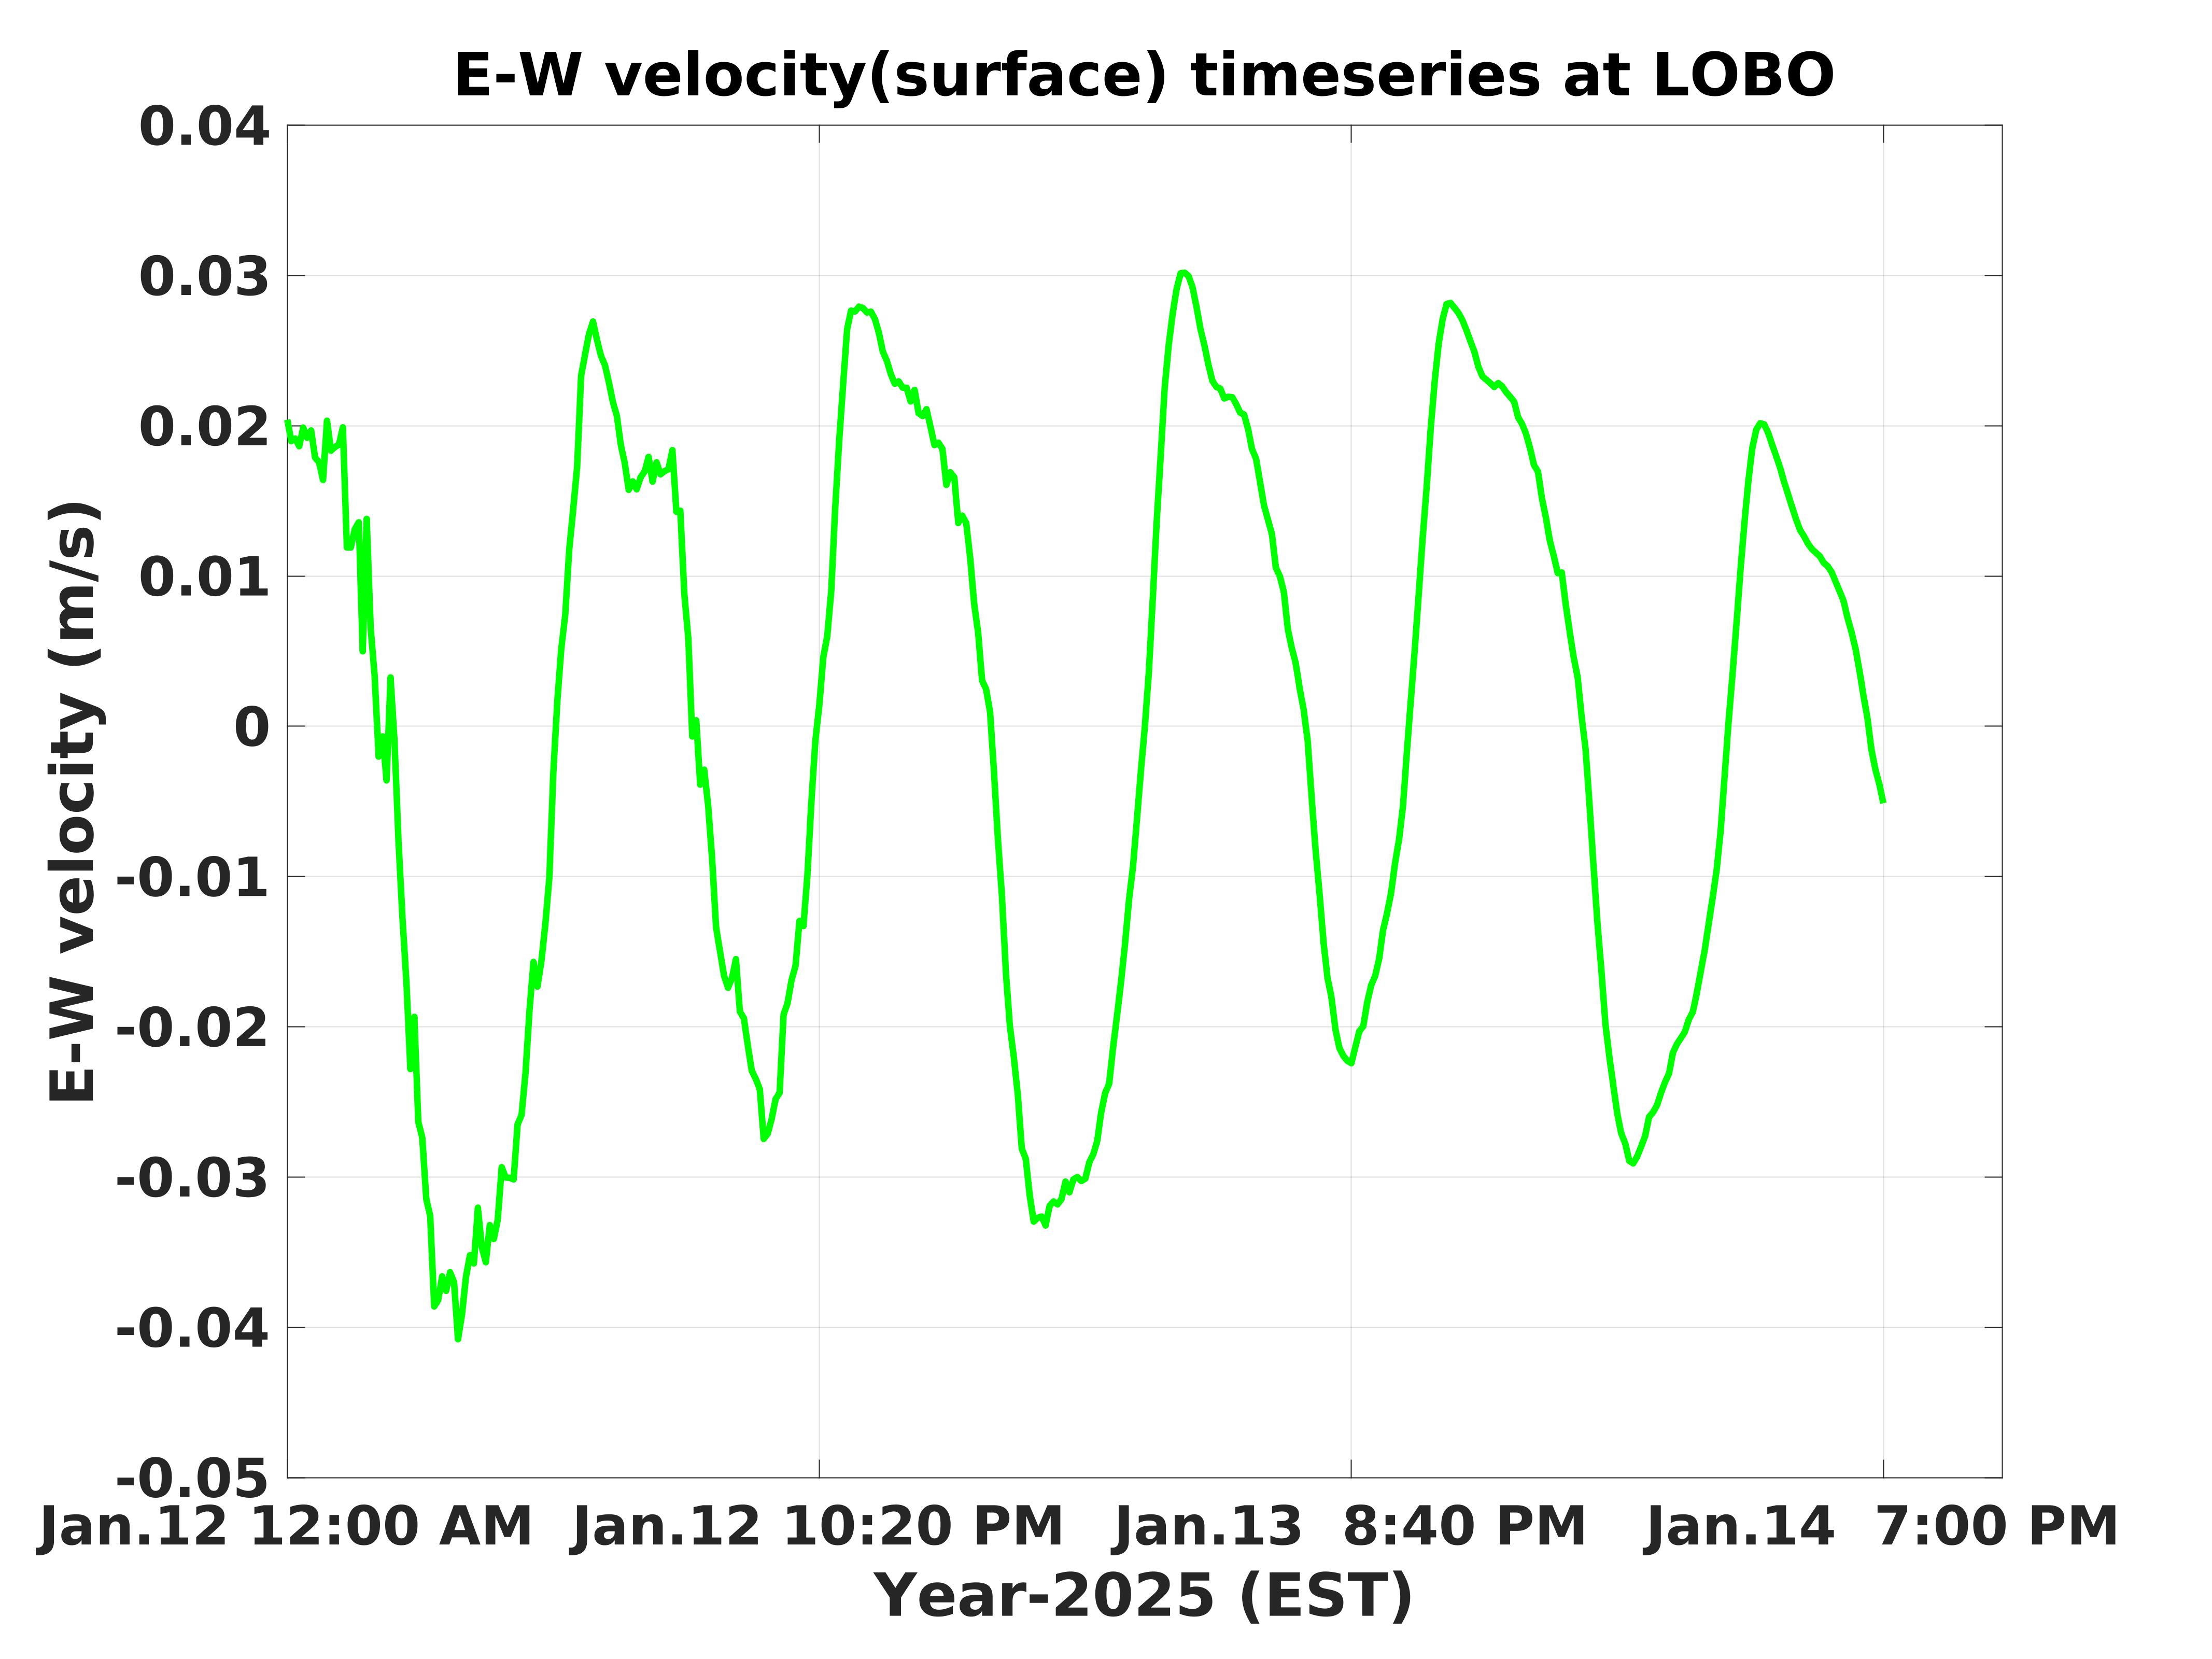 E-W velocity(surface) timeseries at LOBO
0.04
0.03
0.02
0.01
0
-0.01
-0.02
-0.03
-0.04
-0.05
E-W velocity (m/s)
Jan.12 12:00 AM Jan.12 10:20 PM Jan.13 8:40 PM Jan.14 7:00 PM
Year-2025 (EST)